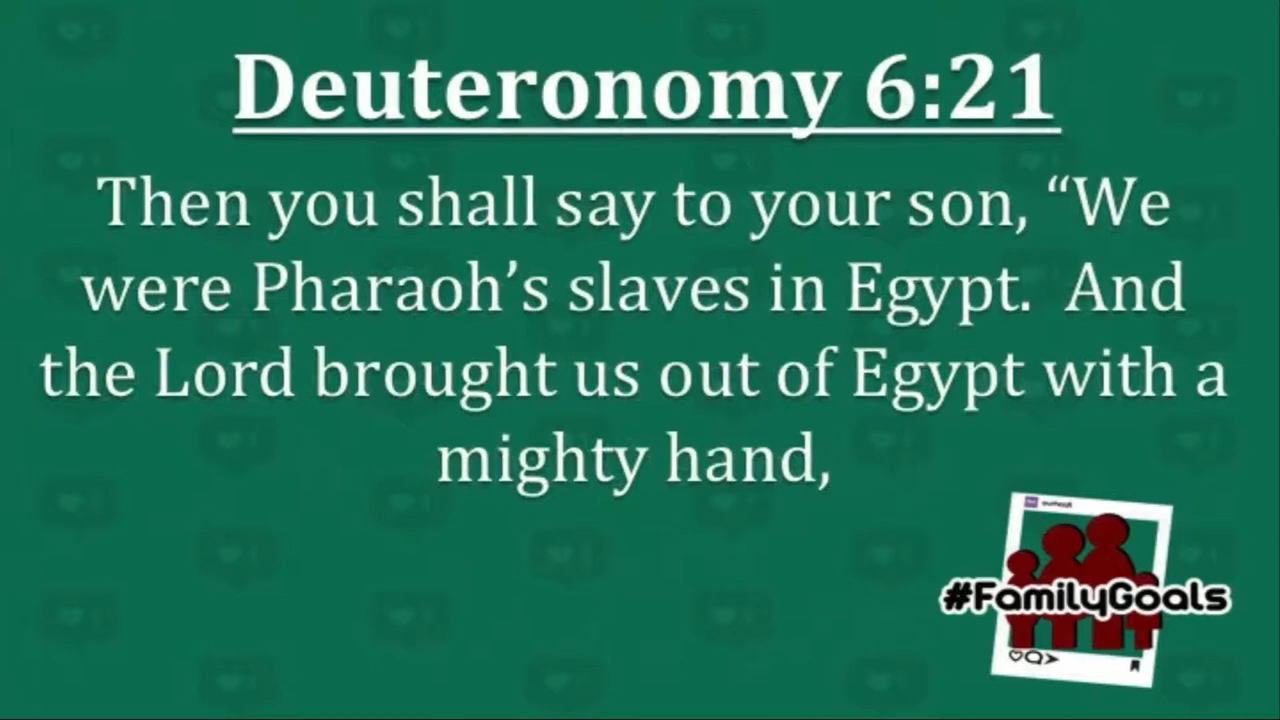 Deuteronomy 6:21
Then you shall say to your son, “We
were Pharaoh’s slaves in Egypt.  And
the Lord brought us out of Egypt with a
mighty hand,
#FamilyGoals